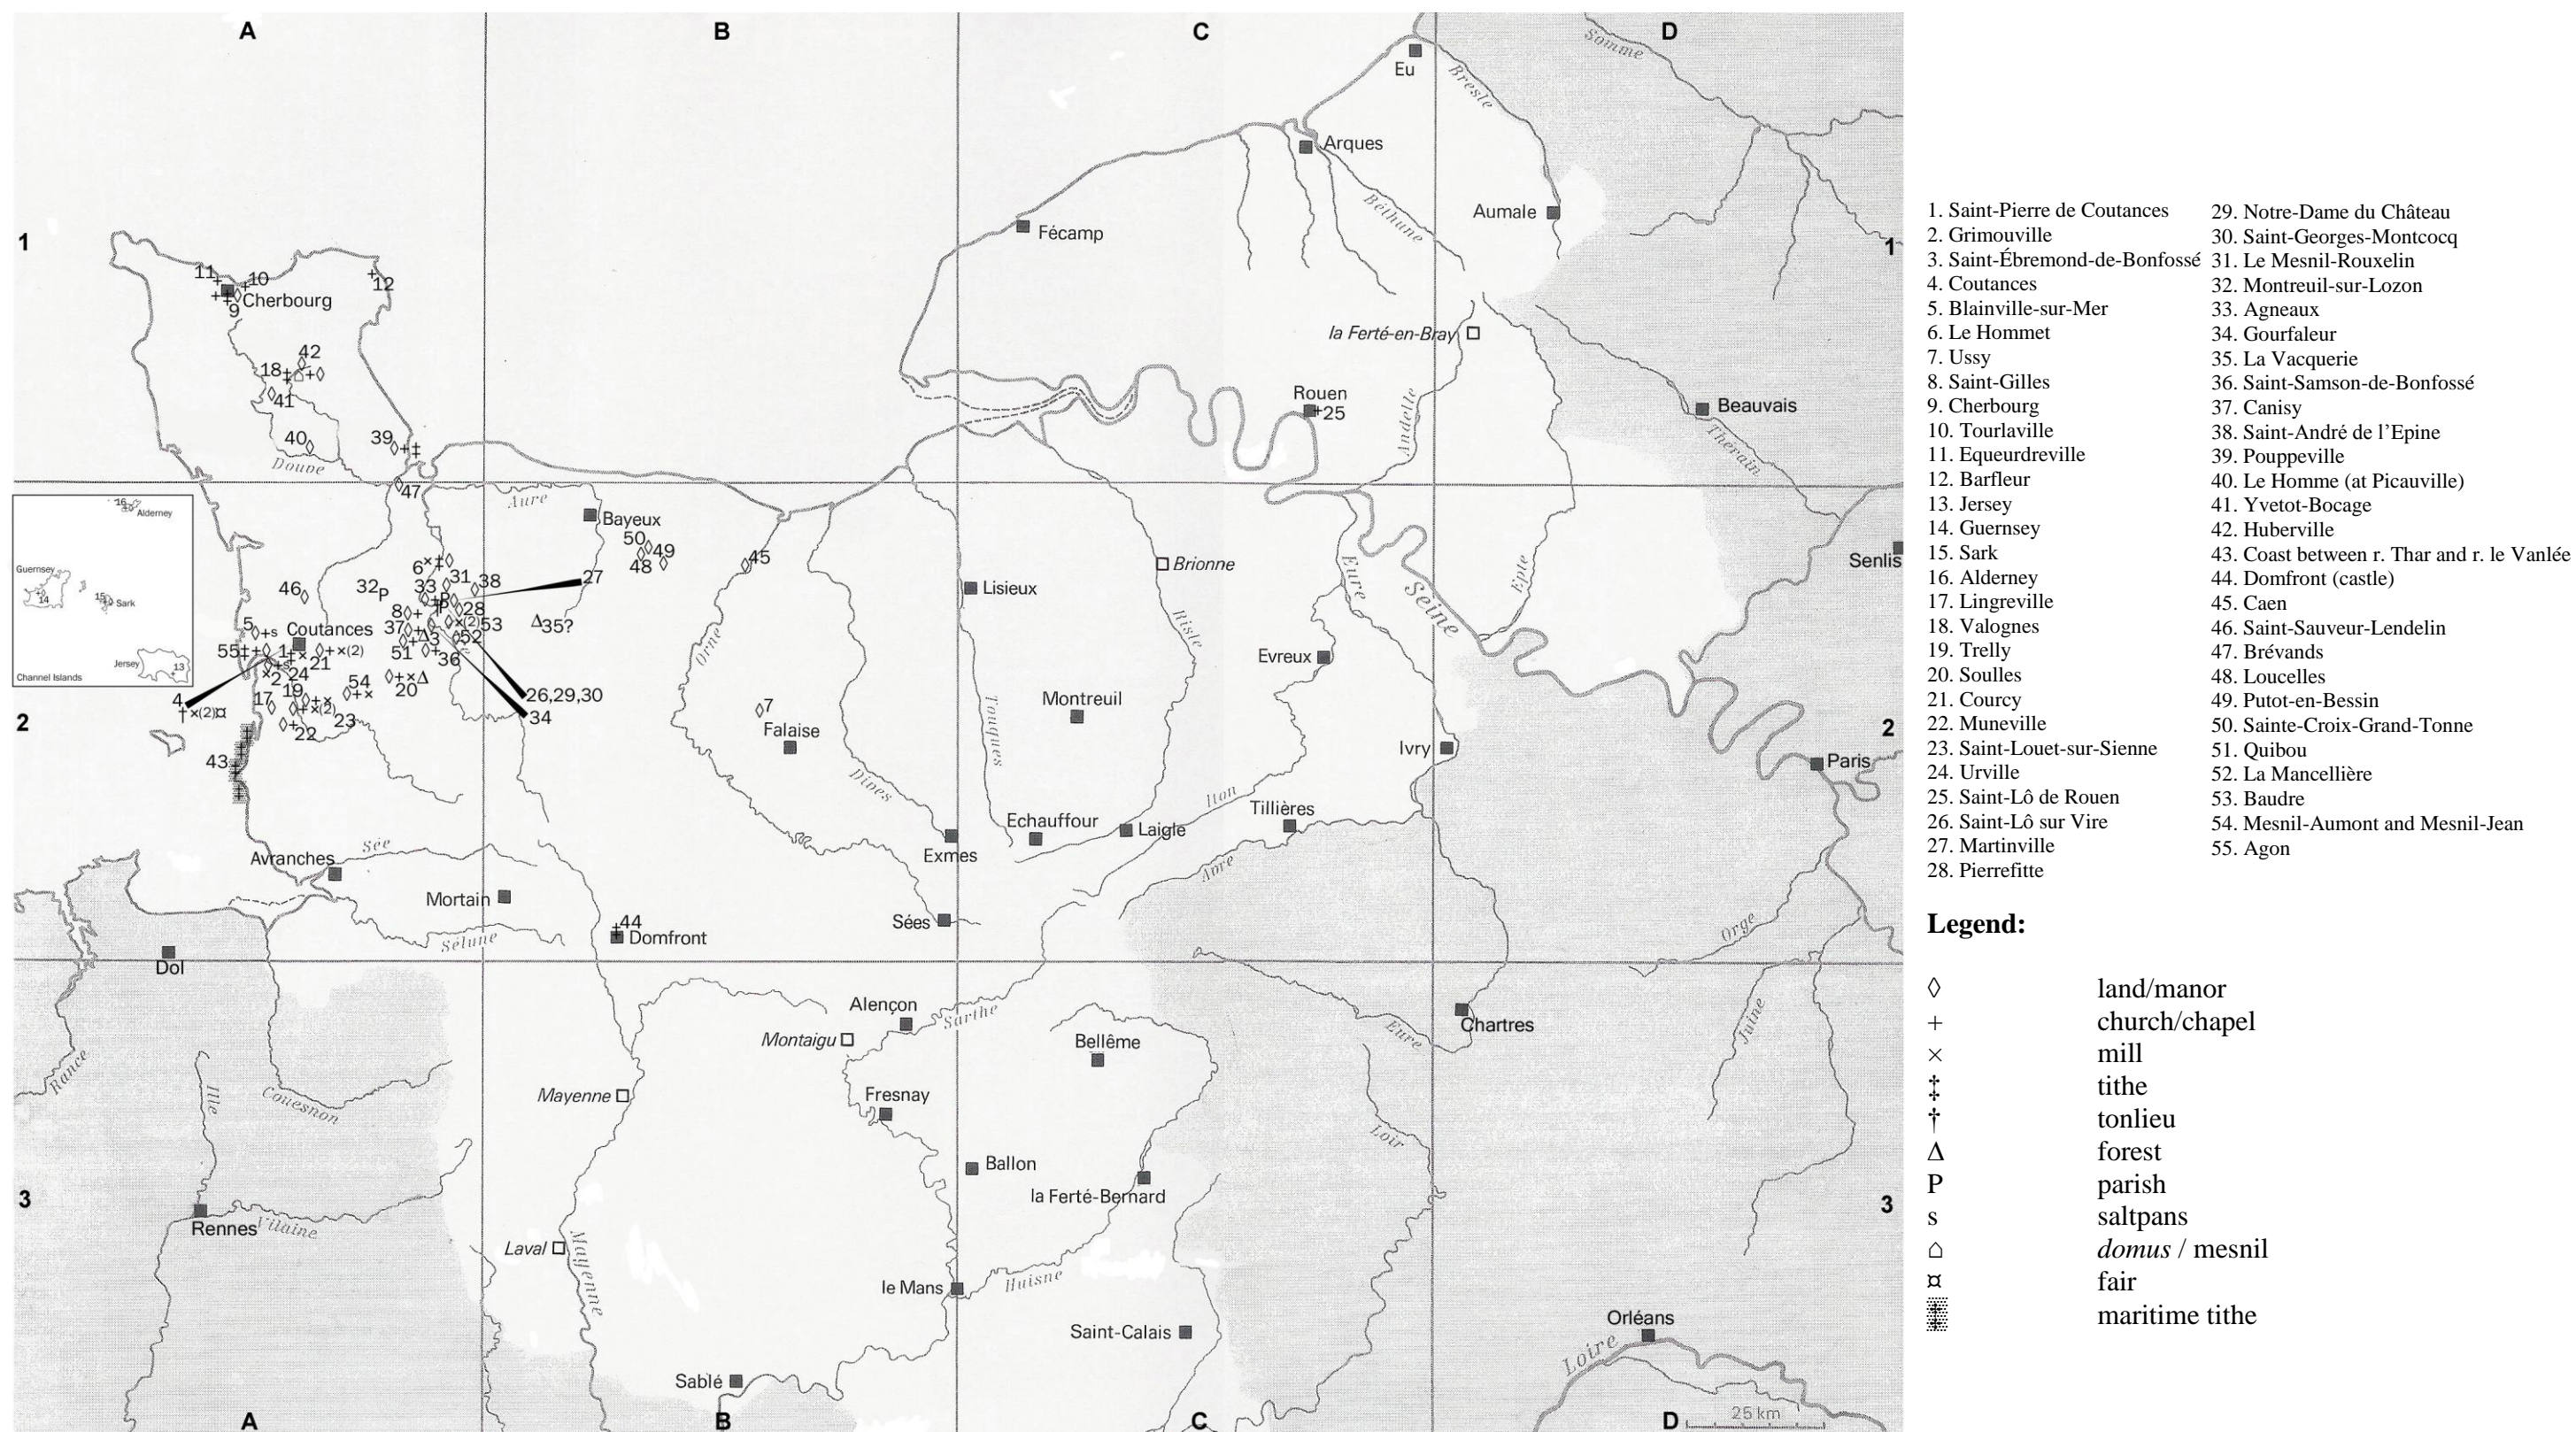 A B C D
Somme
Eu
Bresle
Arques
Béthune
Aumale
1 1
Fécamp
11 10 12
Cherbourg
9
la Ferté-en-Bray
42
18‡⌂+◊
41
Rouen
+25
Andelle
Beauvais
Thérain
40 39 ◊+‡
Douve
47
Aure
16 Alderney
Guernsey
14
15 Sark
Jersey 13
Channel Islands
Bayeux
50 49 48
45
Brionne
Senlis
6×‡◊
46 32P 33 31 38 27
Lisieux
Eure
Seine
Epte
8◊+ 28
×(2)53
Δ35?
5 ◊+s Coutances
37 Δ3 52
55‡+◊ 1 +× 21 ◊+×(2) 51 36
Orne
Risle
Evreux
2 24 54 ◊+× 20 ◊+×Δ
4 †×(2)¤
17 19 ◊+× ◊+×(2) 23
22
26,29,30
34
7
Falaise
Touques
Montreuil
2 2
43
Ivry
Paris
Dives
Iton
Tillières
Echauffour
Laigle
Exmes
Sée
Avranches
Avre
Mortain
Sées
44
Domfront
Sélune
Orge
Dol
Alençon
Sarthe
Montaigu
Bellême
Eure
Chartres
Juine
Rance
Ille
Couesnon
Mayenne
Fresnay
Loir
Ballon
la Ferté-Bernard
3 3
Rennes
Vilaine
Laval
Mayenne
le Mans
Huisne
Saint-Calais
Orléans
Loire
Sablé
25 km
A B C D
1. Saint-Pierre de Coutances
2. Grimouville
3. Saint-Ébremond-de-Bonfossé
4. Coutances
5. Blainville-sur-Mer
6. Le Hommet
7. Ussy
8. Saint-Gilles
9. Cherbourg
10. Tourlaville
11. Equeurdreville
12. Barfleur
13. Jersey
14. Guernsey
15. Sark
16. Alderney
17. Lingreville
18. Valognes
19. Trelly
20. Soulles
21. Courcy
22. Muneville
23. Saint-Louet-sur-Sienne
24. Urville
25. Saint-Lô de Rouen
26. Saint-Lô sur Vire
27. Martinville
28. Pierrefitte
29. Notre-Dame du Château
30. Saint-Georges-Montcocq
31. Le Mesnil-Rouxelin
32. Montreuil-sur-Lozon
33. Agneaux
34. Gourfaleur
35. La Vacquerie
36. Saint-Samson-de-Bonfossé
37. Canisy
38. Saint-André de l’Epine
39. Pouppeville
40. Le Homme (at Picauville)
41. Yvetot-Bocage
42. Huberville
43. Coast between r. Thar and r. le Vanlée
44. Domfront (castle)
45. Caen
46. Saint-Sauveur-Lendelin
47. Brévands
48. Loucelles
49. Putot-en-Bessin
50. Sainte-Croix-Grand-Tonne
51. Quibou
52. La Mancellière
53. Baudre
54. Mesnil-Aumont and Mesnil-Jean
55. Agon
Legend:
◊ land/manor
+ church/chapel
× mill
‡ tithe
† tonlieu
Δ forest
P parish
s saltpans
⌂ domus / mesnil
¤ fair
maritime tithe